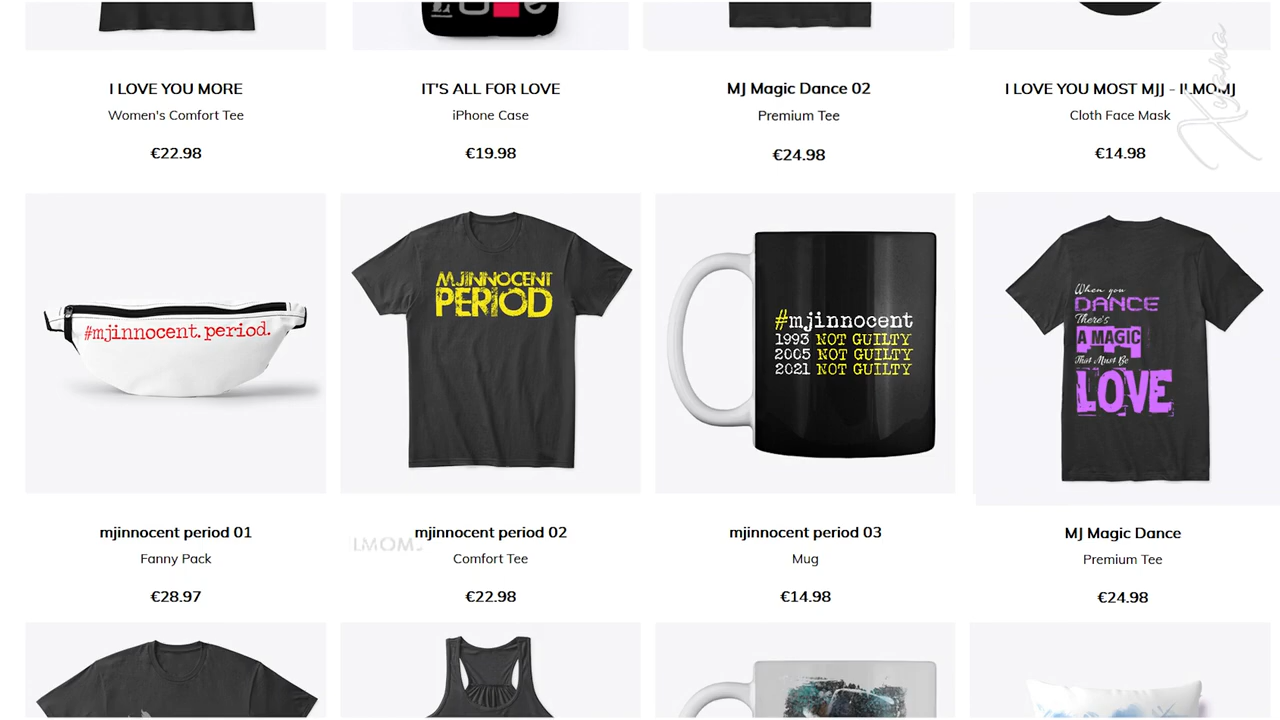 I LOVE YOU MORE
Women's Comfort Tee
€22.98
IT'S ALL FOR LOVE
iPhone Case
€19.98
MJ Magic Dance 02
Premium Tee
€24.98
I LOVE YOU MOST MJJ - ILMOMJ
Cloth Face Mask
€14.98
Xyana
#mjinnocent.period.
mjinnocent period 01
Fanny Pack
€28.97
MJINNOCENT
PERIOD
LMOMJ
mjinnocent period 02
Comfort Tee
€22.98
#mjinnocent
1993 NOT GUILTY
2005 NOT GUILTY
2021 NOT GUILTY
mjinnocent period 03
Mug
€14.98
When you
DANCE
There's
A MAGIC
That Must Be
LOVE
MJ Magic Dance
Premium Tee
€24.98